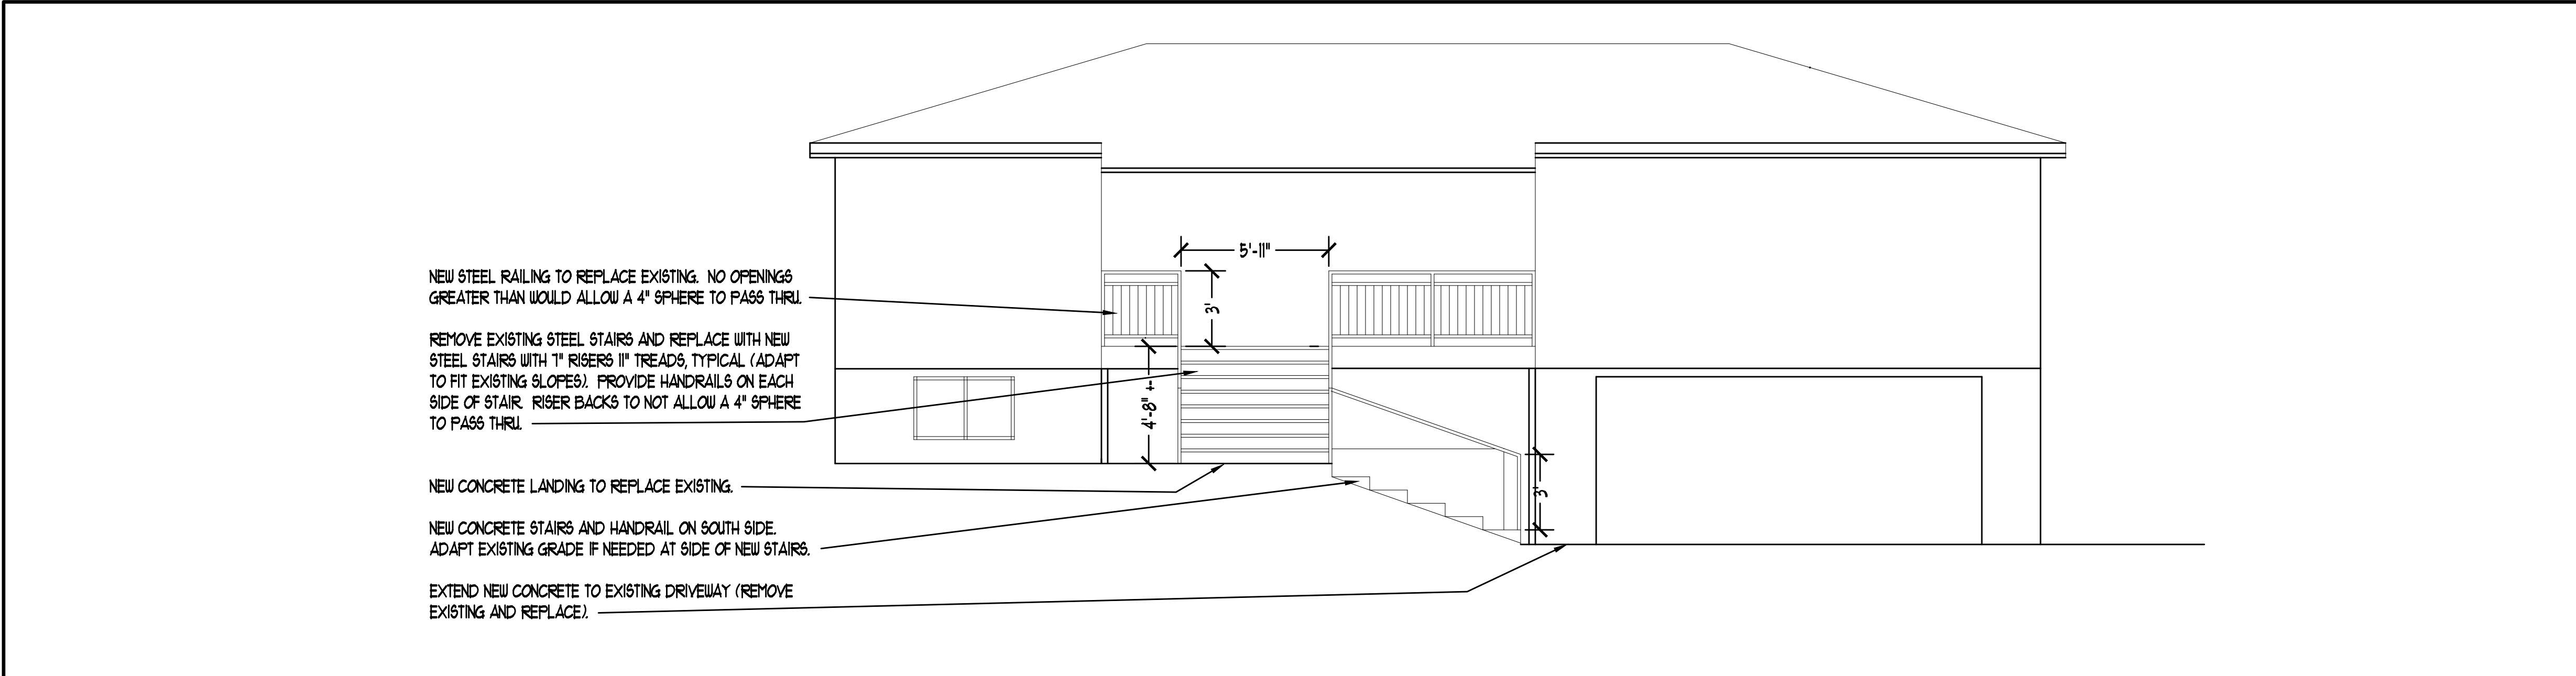 NEW STEEL RAILING TO REPLACE EXISTING. NO OPENINGS
GREATER THAN WOULD ALLOW A 4" SPHERE TO PASS THRU.
REMOVE EXISTING STEEL STAIRS AND REPLACE WITH NEW
STEEL STAIRS WITH 7" RISERS 11" TREADS, TYPICAL (ADAPT
TO FIT EXISTING SLOPES). PROVIDE HANDRAILS ON EACH
SIDE OF STAIR. RISER BACKS TO NOT ALLOW A 4" SPHERE
TO PASS THRU.
NEW CONCRETE LANDING TO REPLACE EXISTING.
NEW CONCRETE STAIRS AND HANDRAIL ON SOUTH SIDE.
ADAPT EXISTING GRADE IF NEEDED AT SIDE OF NEW STAIRS.
EXTEND NEW CONCRETE TO EXISTING DRIVEWAY (REMOVE
EXISTING AND REPLACE).
5'-11"
3'
4'-8" +-
3'